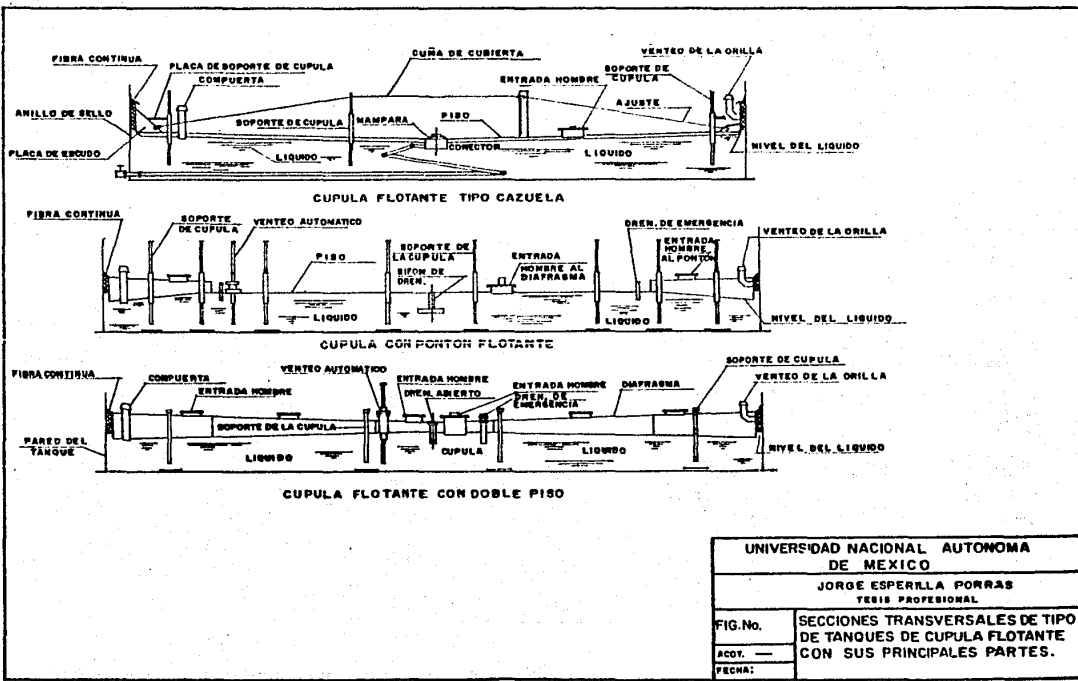 FIBRA CONTINUA
PLACA DE SOPORTE DE CUPULA
COMPUERTA
CUÑA DE CUBIERTA
ENTRADA HOMBRE
SOPORTE DE
CUPULA
VENTEO DE LA ORILLA
ANILLO DE SELLO
PLACA DE ESCUDO
SOPORTE DE CUPULA
MAMPARA
PISO
AJUSTE
LIQUIDO
CONECTOR
LIQUIDO
NIVEL DEL LIQUIDO
CUPULA FLOTANTE TIPO CAZUELA
FIBRA CONTINUA
SOPORTE
DE CUPULA
VENTEO AUTOMATICO
PISO
SOPORTE DE
LA CUPULA
SIFON DE
DREN.
ENTRADA
HOMBRE AL
DIAFRASMA
DREN. DE EMERGENCIA
ENTRADA
HOMBRE
AL PONTON
VENTEO DE LA ORILLA
LIQUIDO
LIQUIDO
NIVEL DEL LIQUIDO
CUPULA CON PONTON FLOTANTE
FIBRA CONTINUA
COMPUERTA
ENTRADA HOMBRE
VENTEO AUTOMATICO
ENTRADA HOMBRE
DREN. ABIERTO
ENTRADA HOMBRE
DREN. DE
EMERGENCIA
DIAFRASMA
SOPORTE DE CUPULA
VENTEO DE LA ORILLA
SOPORTE DE LA CUPULA
PARED DEL
TANQUE
LIQUIDO
CUPULA
LIQUIDO
NIVEL DEL LIQUIDO
CUPULA FLOTANTE CON DOBLE PISO
UNIVERSIDAD NACIONAL AUTONOMA
DE MEXICO
JORGE ESPERILLA PORRAS
TESIS PROFESIONAL
FIG. No.
SECCIONES TRANSVERSALES DE TIPO
DE TANQUES DE CUPULA FLOTANTE
CON SUS PRINCIPALES PARTES.
ACOT. —
FECHA: